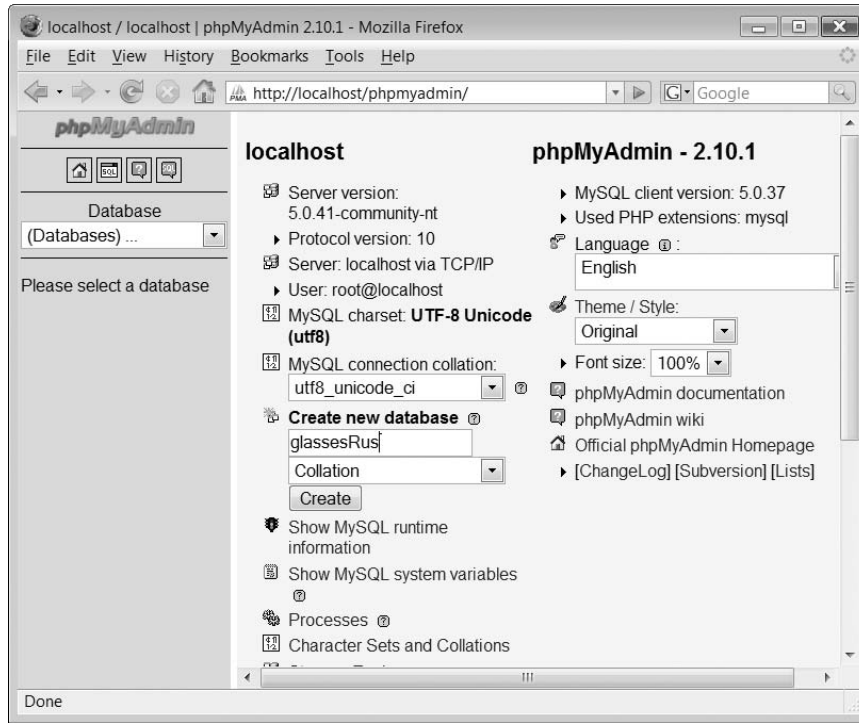 localhost / localhost | phpMyAdmin 2.10.1 - Mozilla Firefox
File Edit View History Bookmarks Tools Help
PMA http://localhost/phpmyadmin/ G Google
phpMyAdmin
SQL
Database
(Databases) ...
Please select a database
localhost
Server version:
5.0.41-community-nt
Protocol version: 10
Server: localhost via TCP/IP
User: root@localhost
MySQL charset: UTF-8 Unicode
(utf8)
MySQL connection collation:
utf8_unicode_ci
Create new database
glassesRus
Collation
Create
Show MySQL runtime
information
Show MySQL system variables
Processes
Character Sets and Collations
phpMyAdmin - 2.10.1
MySQL client version: 5.0.37
Used PHP extensions: mysql
Language :
English
Theme / Style:
Original
Font size: 100%
phpMyAdmin documentation
phpMyAdmin wiki
Official phpMyAdmin Homepage
[ChangeLog] [Subversion] [Lists]
Done